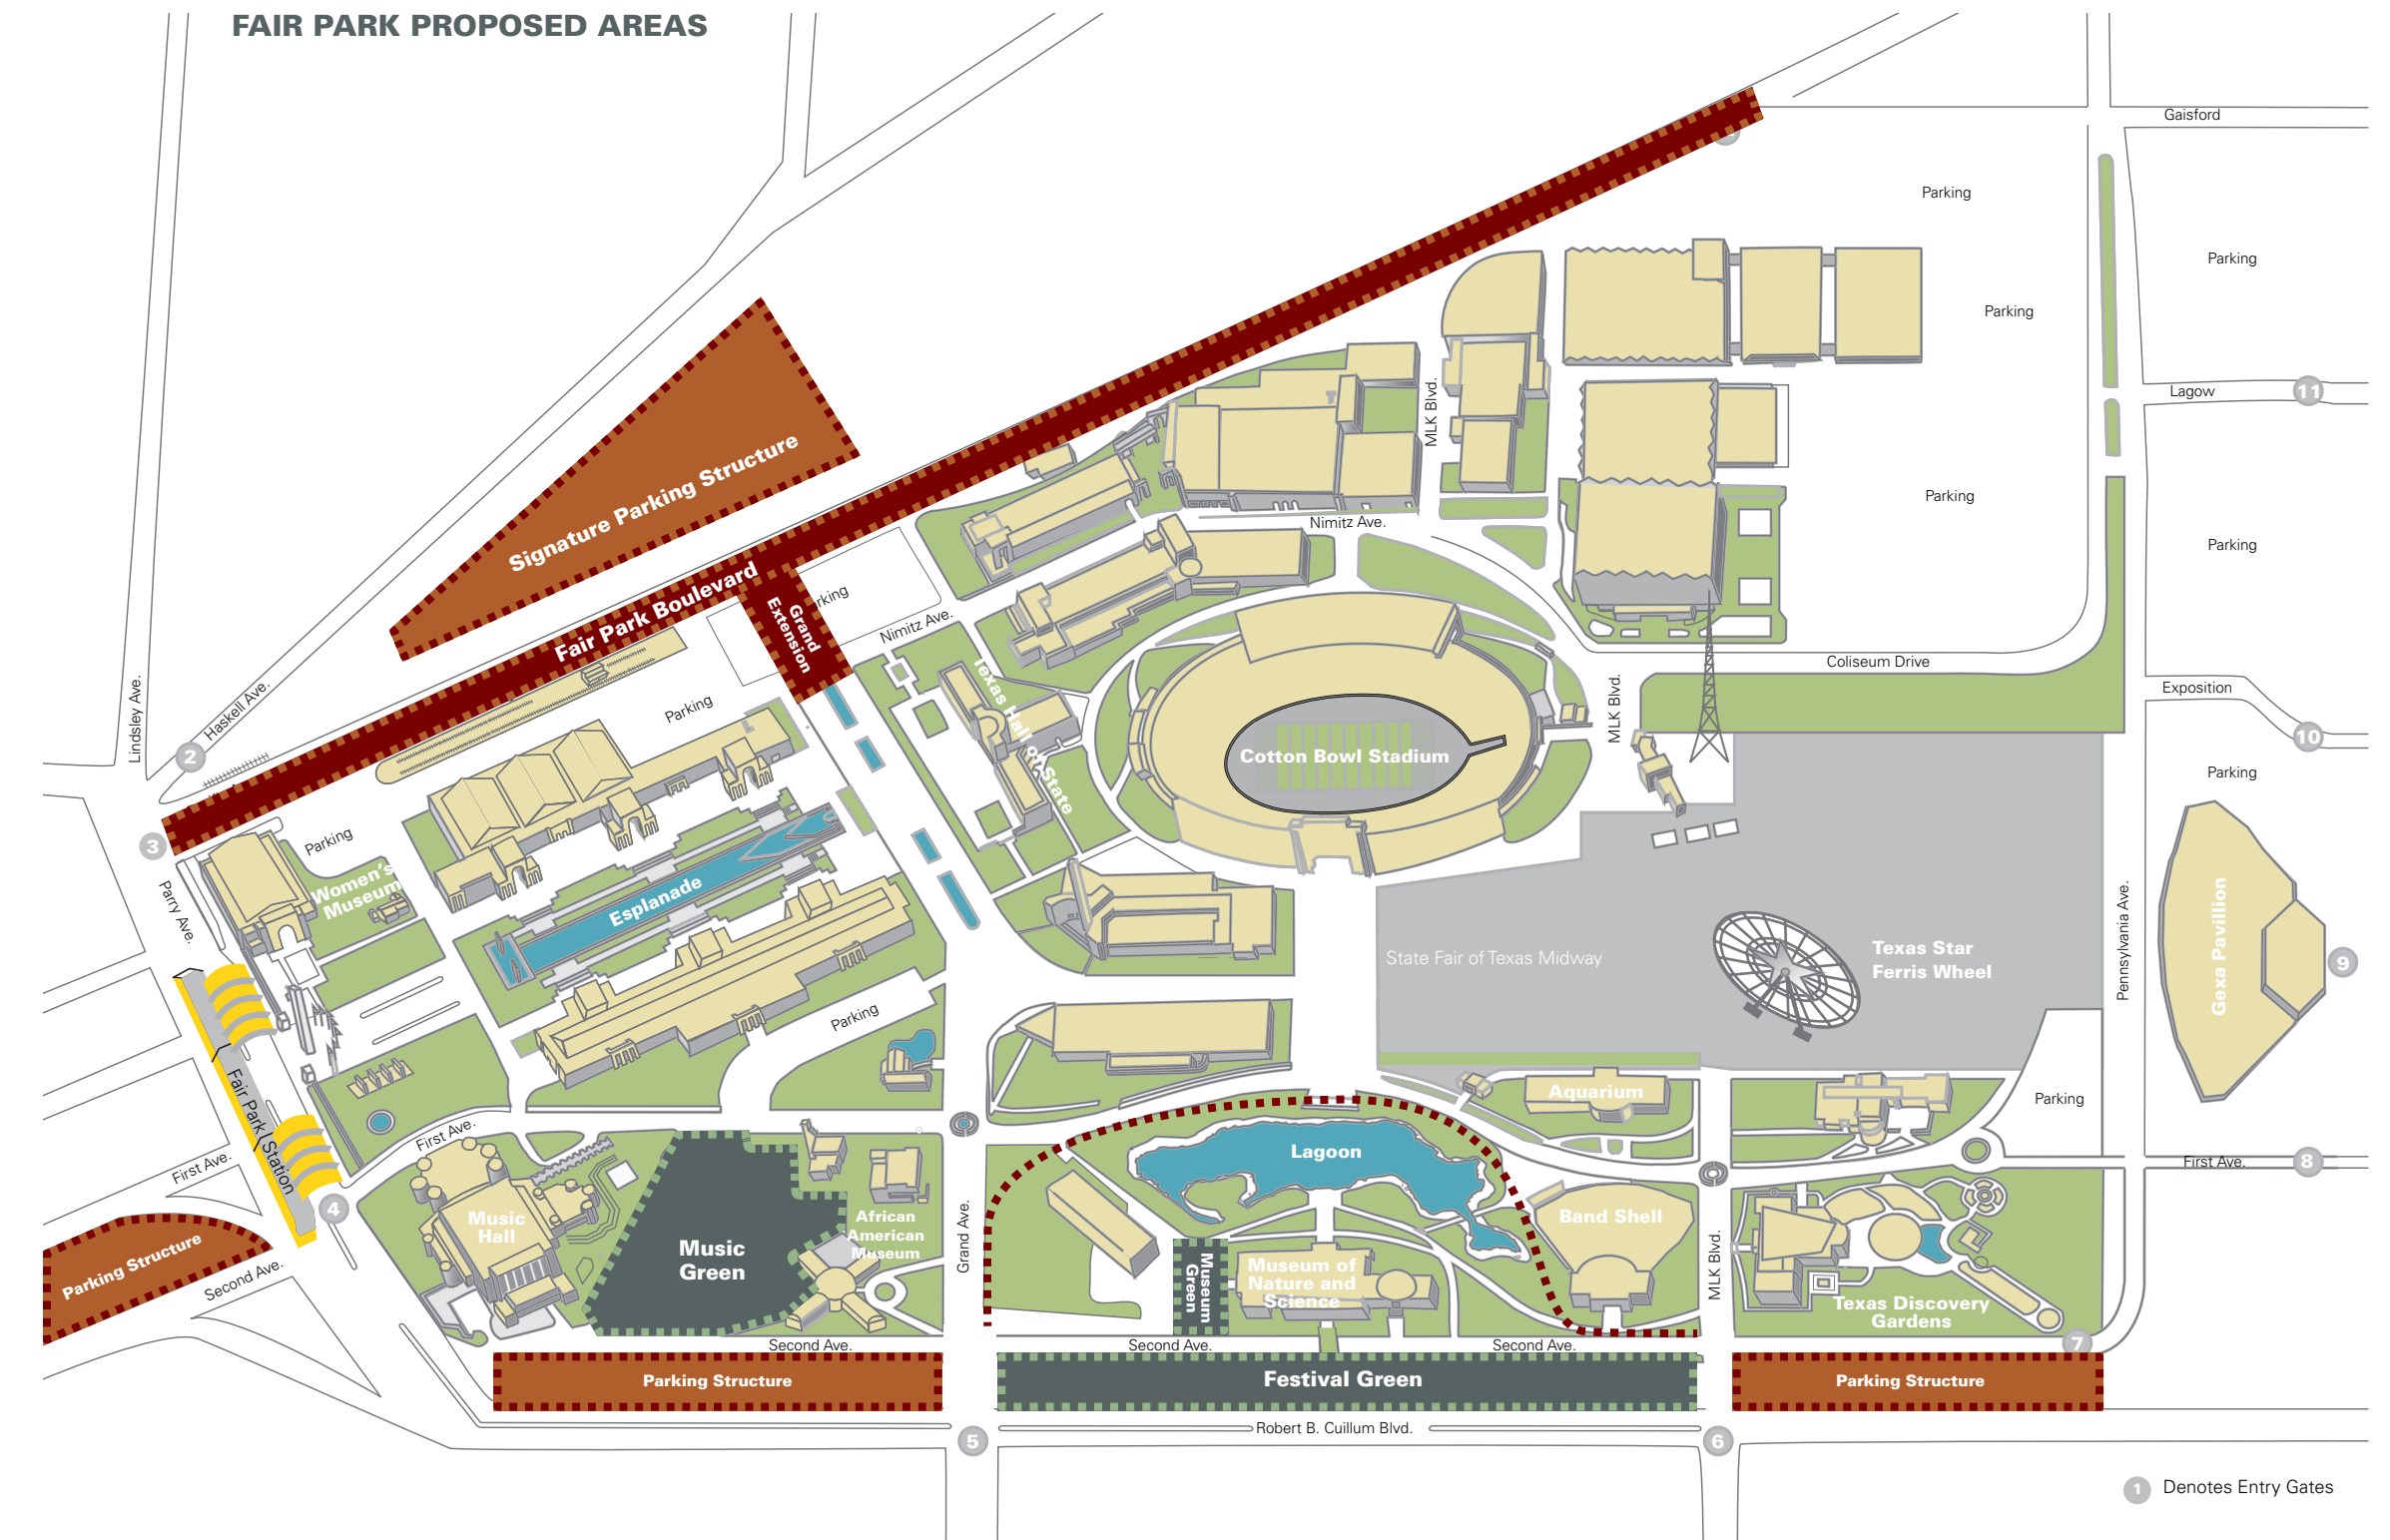 FAIR PARK PROPOSED AREAS
Gaisford
Parking
Parking
Parking
Lagow
11
MLK Blvd.
Signature Parking Structure
Parking
Nimitz Ave.
Parking
Fair Park Boulevard
Grand
Extension
rking
Nimitz Ave.
Texas Hall of State
Coliseum Drive
Exposition
10
Lindsley Ave.
Haskell Ave.
2
Parking
MLK Blvd.
Cotton Bowl Stadium
Parking
3
Parking
Women's
Museum
Parry Ave.
Esplanade
State Fair of Texas Midway
Texas Star
Ferris Wheel
Pennsylvania Ave.
Gexa Pavillion
9
Parking
Fair Park Station
First Ave.
First Ave.
Aquarium
Parking
Lagoon
First Ave.
8
4
Music
Hall
African
American
Museum
Music
Green
Grand Ave.
Band Shell
MLK Blvd.
Parking Structure
Second Ave.
Museum
Green
Museum of
Nature and
Science
Texas Discovery
Gardens
7
Second Ave.
Second Ave.
Second Ave.
Parking Structure
Festival Green
Parking Structure
Robert B. Cuillum Blvd.
5
6
1 Denotes Entry Gates